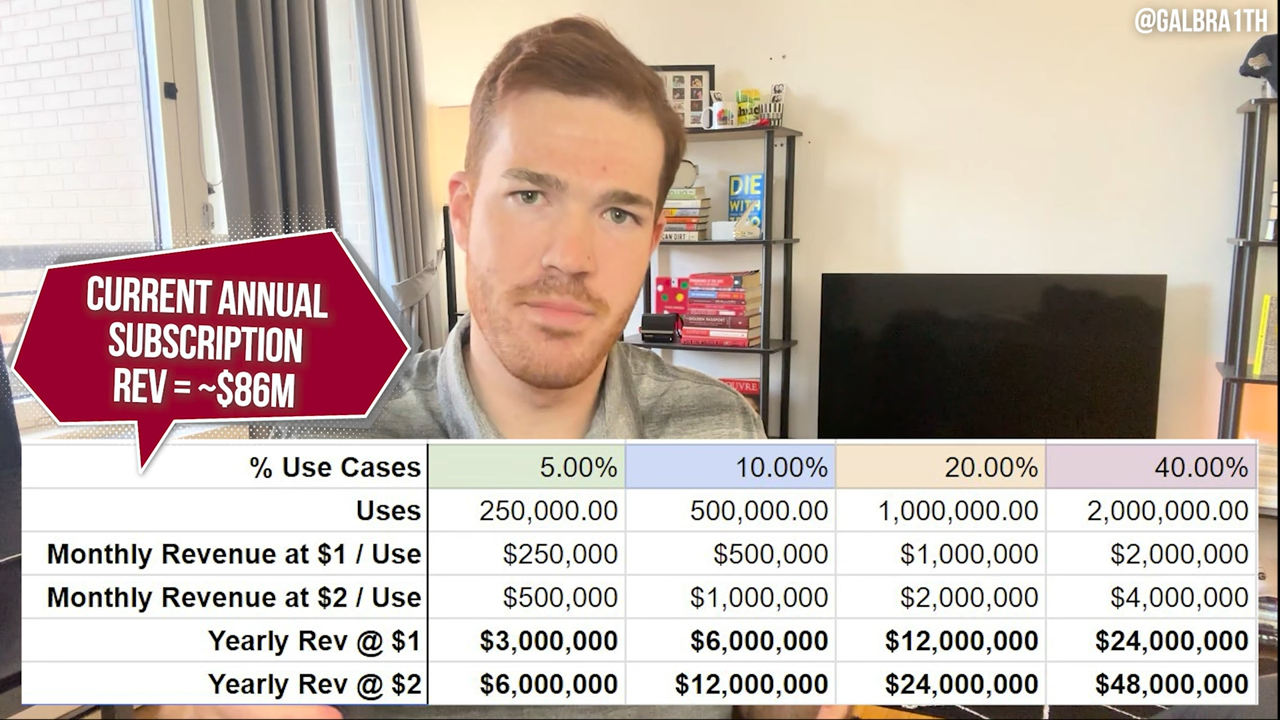 @GALBRA1TH
DIE
WITH
CURRENT ANNUAL
SUBSCRIPTION
REV = ~$86M
% Use Cases 5.00% 10.00% 20.00% 40.00%
Uses 250,000.00 500,000.00 1,000,000.00 2,000,000.00
Monthly Revenue at $1 / Use $250,000 $500,000 $1,000,000 $2,000,000
Monthly Revenue at $2 / Use $500,000 $1,000,000 $2,000,000 $4,000,000
Yearly Rev @ $1 $3,000,000 $6,000,000 $12,000,000 $24,000,000
Yearly Rev @ $2 $6,000,000 $12,000,000 $24,000,000 $48,000,000